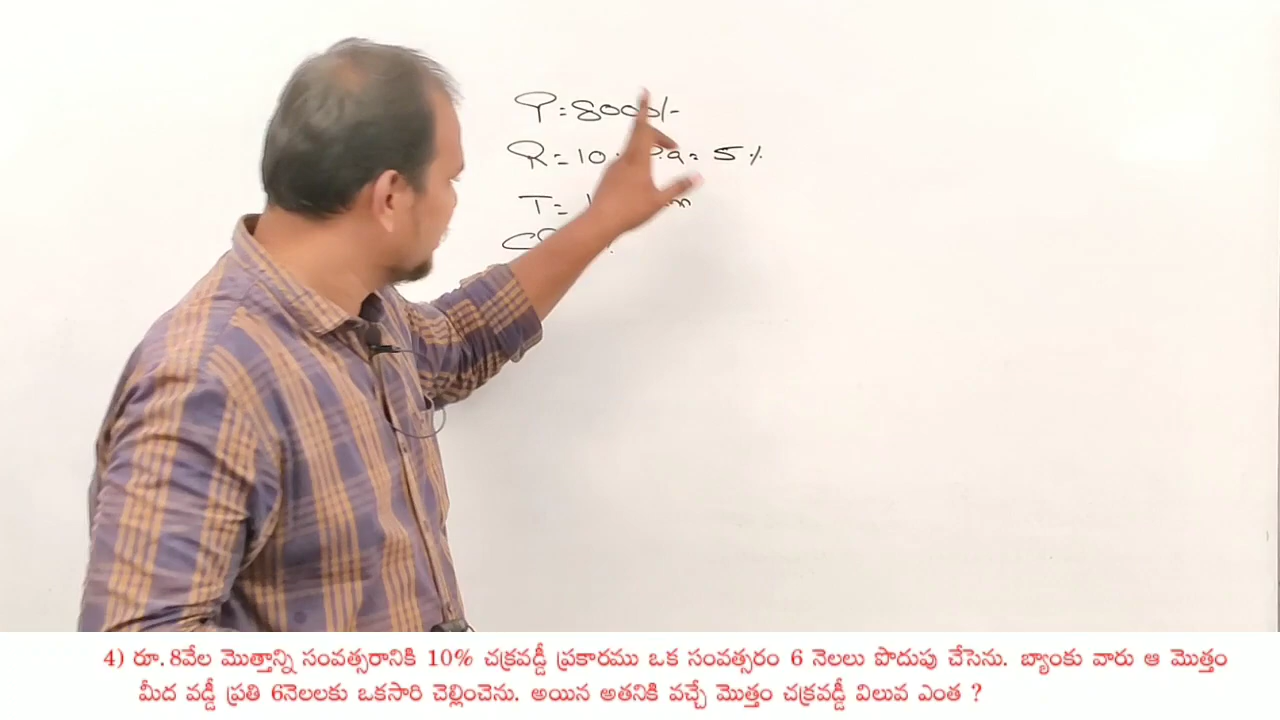 P = 8000/-
R = 10 P.a = 5%
T =
4) రూ. 8వేల మొత్తాన్ని సంవత్సరానికి 10% చక్రవడ్డీ ప్రకారము ఒక సంవత్సరం 6 నెలలు పొదుపు చేసెను. బ్యాంకు వారు ఆ మొత్తం
మీద వడ్డీ ప్రతి 6నెలలకు ఒకసారి చెల్లించెను. అయిన అతనికి వచ్చే మొత్తం చక్రవడ్డీ విలువ ఎంత ?